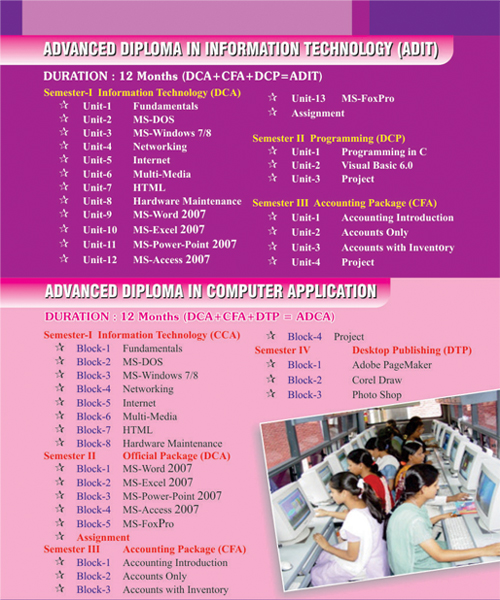 ADVANCED DIPLOMA IN INFORMATION TECHNOLOGY (ADIT)
DURATION : 12 Months (DCA+CFA+DCP=ADIT)
Semester-I Information Technology (DCA)
☆ Unit-1 Fundamentals
☆ Unit-2 MS-DOS
☆ Unit-3 MS-Windows 7/8
☆ Unit-4 Networking
☆ Unit-5 Internet
☆ Unit-6 Multi-Media
☆ Unit-7 HTML
☆ Unit-8 Hardware Maintenance
☆ Unit-9 MS-Word 2007
☆ Unit-10 MS-Excel 2007
☆ Unit-11 MS-Power-Point 2007
☆ Unit-12 MS-Access 2007
☆ Unit-13 MS-FoxPro
☆ Assignment
Semester II Programming (DCP)
☆ Unit-1 Programming in C
☆ Unit-2 Visual Basic 6.0
☆ Unit-3 Project
Semester III Accounting Package (CFA)
☆ Unit-1 Accounting Introduction
☆ Unit-2 Accounts Only
☆ Unit-3 Accounts with Inventory
☆ Unit-4 Project
ADVANCED DIPLOMA IN COMPUTER APPLICATION
DURATION : 12 Months (DCA+CFA+DTP = ADCA)
Semester-I Information Technology (CCA)
☆ Block-1 Fundamentals
☆ Block-2 MS-DOS
☆ Block-3 MS-Windows 7/8
☆ Block-4 Networking
☆ Block-5 Internet
☆ Block-6 Multi-Media
☆ Block-7 HTML
☆ Block-8 Hardware Maintenance
Semester II Official Package (DCA)
☆ Block-1 MS-Word 2007
☆ Block-2 MS-Excel 2007
☆ Block-3 MS-Power-Point 2007
☆ Block-4 MS-Access 2007
☆ Block-5 MS-FoxPro
☆ Assignment
Semester III Accounting Package (CFA)
☆ Block-1 Accounting Introduction
☆ Block-2 Accounts Only
☆ Block-3 Accounts with Inventory
☆ Block-4 Project
Semester IV Desktop Publishing (DTP)
☆ Block-1 Adobe PageMaker
☆ Block-2 Corel Draw
☆ Block-3 Photo Shop